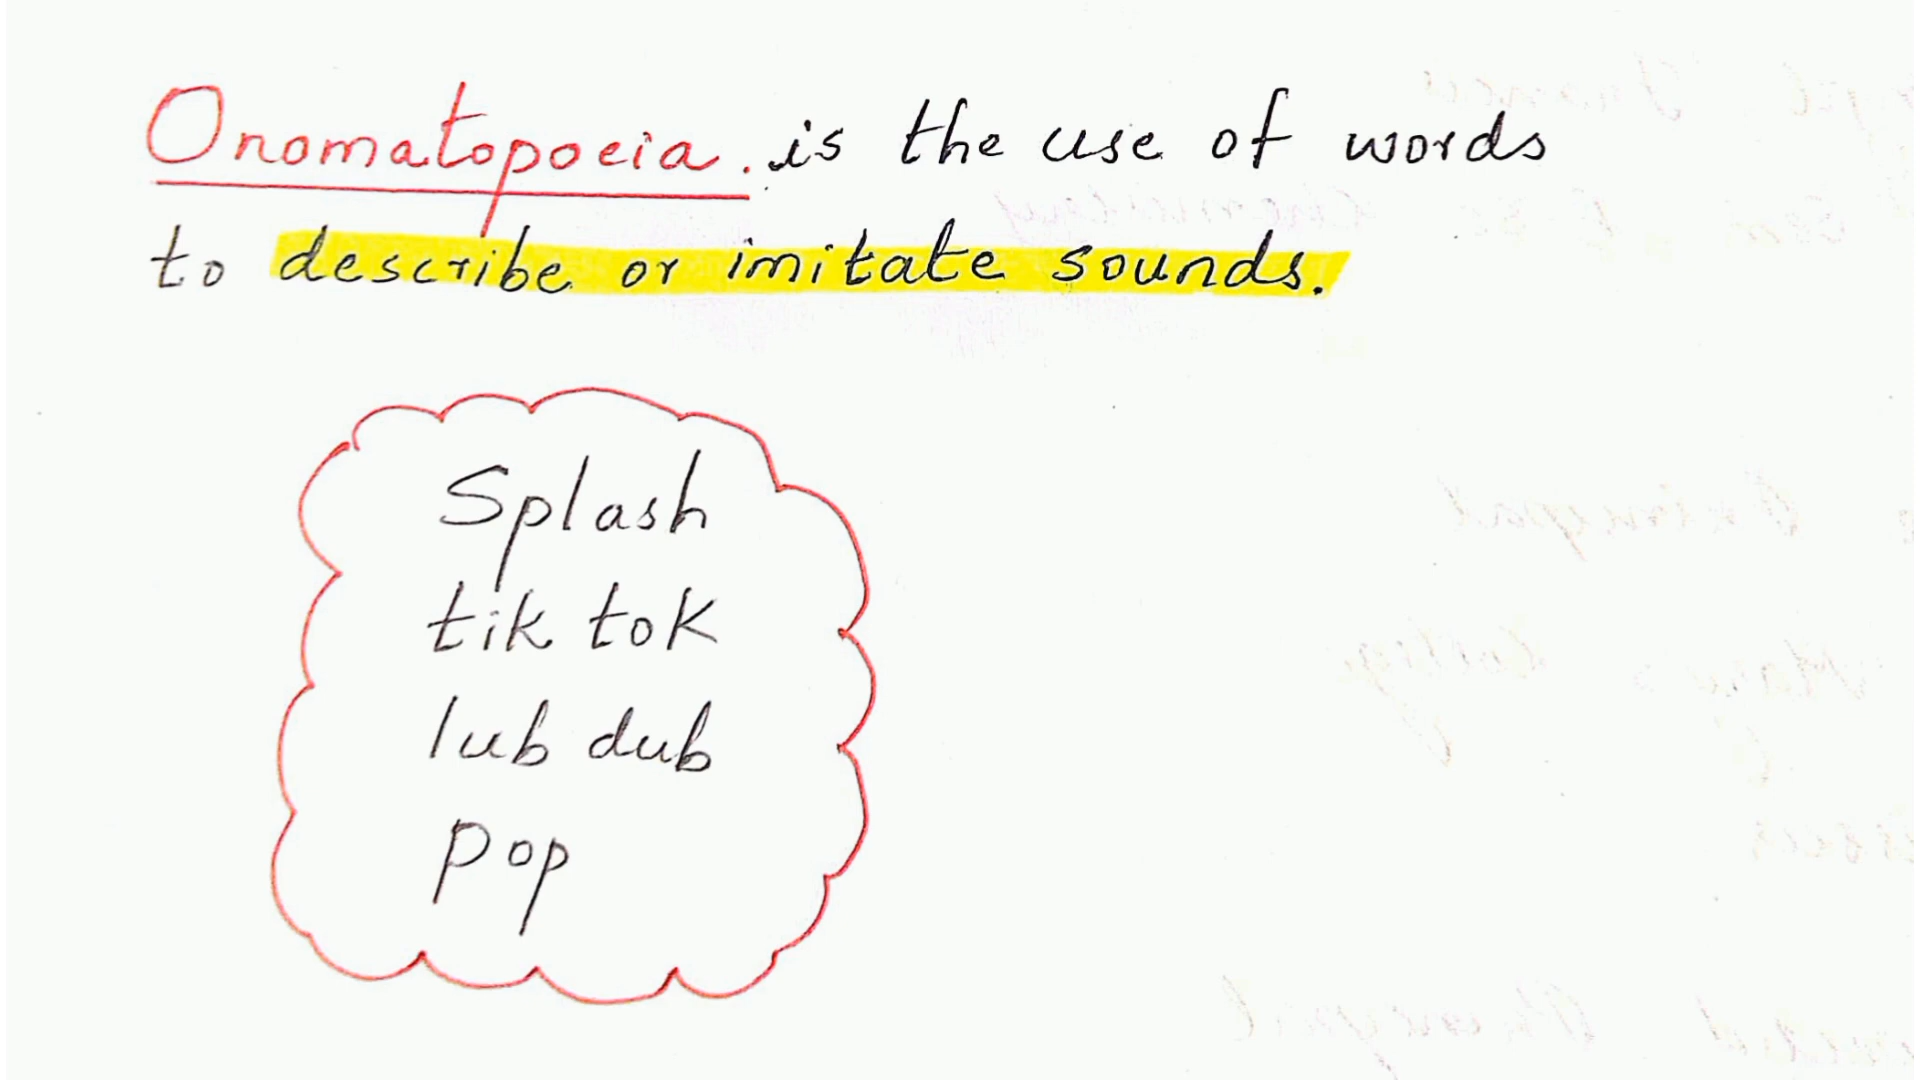 Onomatopoeia. is the use of words
to describe or imitate sounds.
Splash
tik tok
lub dub
pop